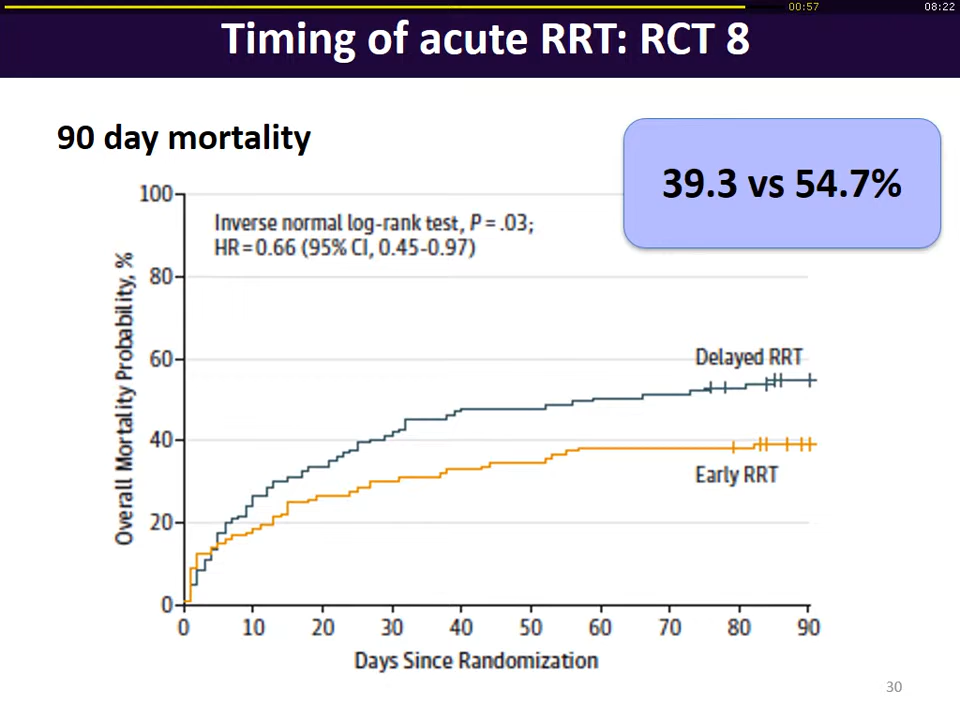 00:57
08:22
Timing of acute RRT: RCT 8
90 day mortality
39.3 vs 54.7%
Inverse normal log-rank test, P = .03;
HR = 0.66 (95% CI, 0.45-0.97)
Overall Mortality Probability, %
100
80
60
40
20
0
Delayed RRT
Early RRT
0 10 20 30 40 50 60 70 80 90
Days Since Randomization
30